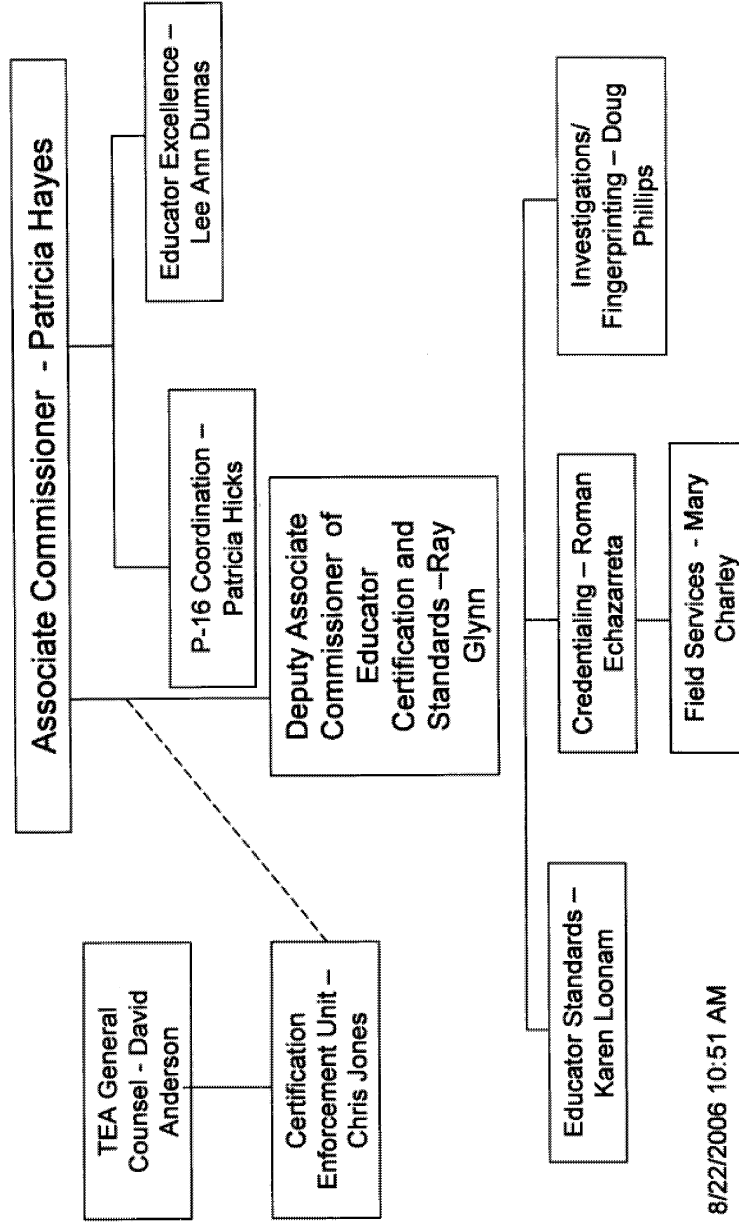 Associate Commissioner - Patricia Hayes
Educator Excellence –
Lee Ann Dumas
P-16 Coordination –
Patricia Hicks
TEA General
Counsel - David
Anderson
Certification
Enforcement Unit –
Chris Jones
Deputy Associate
Commissioner of
Educator
Certification and
Standards –Ray
Glynn
Educator Standards –
Karen Loonam
Credentialing – Roman
Echazarreta
Investigations/
Fingerprinting – Doug
Phillips
Field Services - Mary
Charley
8/22/2006 10:51 AM